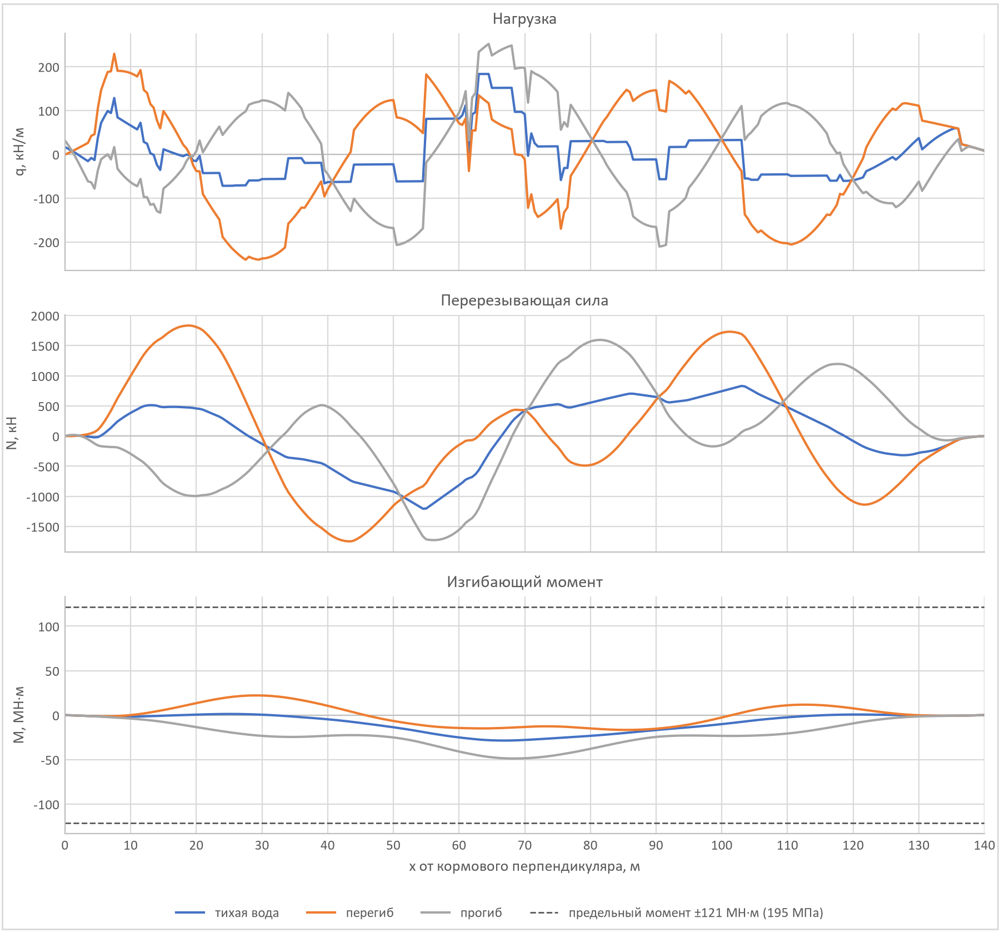 Нагрузка
q, кН/м
200
100
0
-100
-200
Перерезывающая сила
N, кН
2000
1500
1000
500
0
-500
-1000
-1500
Изгибающий момент
M, МН·м
100
50
0
-50
-100
0 10 20 30 40 50 60 70 80 90 100 110 120 130 140
x от кормового перпендикуляра, м
тихая вода перегиб прогиб предельный момент ±121 МН·м (195 МПа)